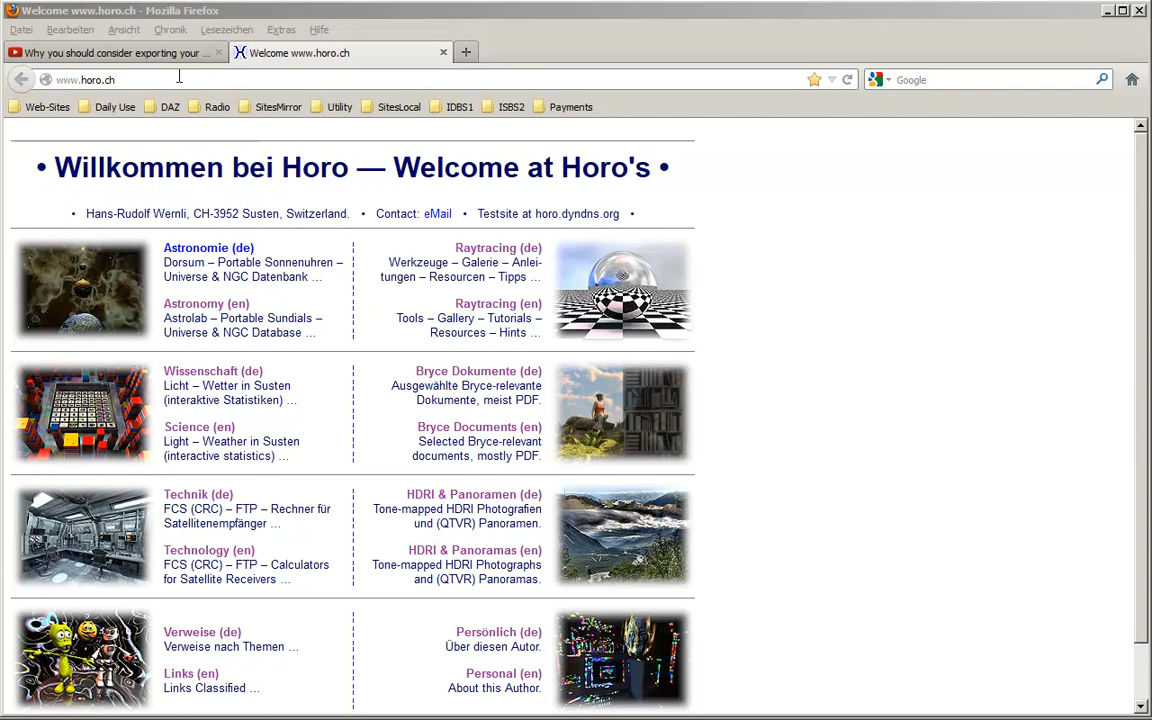 Welcome www.horo.ch - Mozilla Firefox
Datei Bearbeiten Ansicht Chronik Lesezeichen Extras Hilfe
Why you should consider exporting your ... Welcome www.horo.ch
www.horo.ch Google
Web-Sites Daily Use DAZ Radio SitesMirror Utility SitesLocal IDBS1 ISBS2 Payments
• Willkommen bei Horo — Welcome at Horo's •
• Hans-Rudolf Wernli, CH-3952 Susten, Switzerland. • Contact: eMail • Testsite at horo.dyndns.org •
Astronomie (de)
Dorsum – Portable Sonnenuhren –
Universe & NGC Datenbank ...
Astronomy (en)
Astrolab – Portable Sundials –
Universe & NGC Database ...
Raytracing (de)
Werkzeuge – Galerie – Anlei-
tungen – Resourcen – Tipps ...
Raytracing (en)
Tools – Gallery – Tutorials –
Resources – Hints ...
Wissenschaft (de)
Licht – Wetter in Susten
(interaktive Statistiken) ...
Science (en)
Light – Weather in Susten
(interactive statistics) ...
Bryce Dokumente (de)
Ausgewählte Bryce-relevante
Dokumente, meist PDF.
Bryce Documents (en)
Selected Bryce-relevant
documents, mostly PDF.
Technik (de)
FCS (CRC) – FTP – Rechner für
Satellitenempfänger ...
Technology (en)
FCS (CRC) – FTP – Calculators
for Satellite Receivers ...
HDRI & Panoramen (de)
Tone-mapped HDRI Photografien
und (QTVR) Panoramen.
HDRI & Panoramas (en)
Tone-mapped HDRI Photographs
and (QTVR) Panoramas.
Verweise (de)
Verweise nach Themen ...
Links (en)
Links Classified ...
Persönlich (de)
Über diesen Autor.
Personal (en)
About this Author.